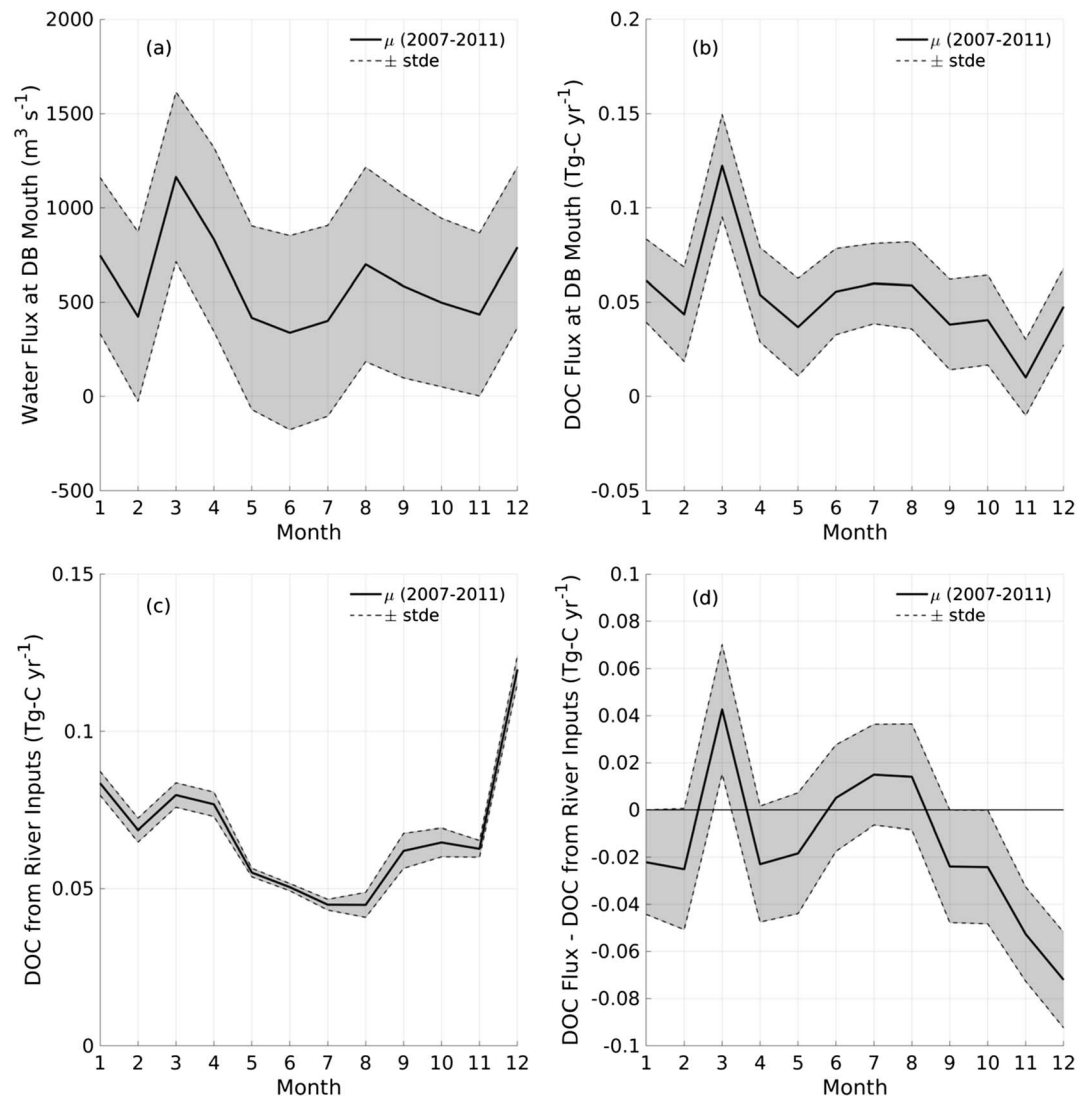 (a)
μ (2007-2011)
± stde
2000
1500
1000
500
0
-500
1 2 3 4 5 6 7 8 9 10 11 12
Month
Water Flux at DB Mouth (m³ s⁻¹)
(b)
μ (2007-2011)
± stde
0.2
0.15
0.1
0.05
0
-0.05
1 2 3 4 5 6 7 8 9 10 11 12
Month
DOC Flux at DB Mouth (Tg-C yr⁻¹)
(c)
μ (2007-2011)
± stde
0.15
0.1
0.05
0
1 2 3 4 5 6 7 8 9 10 11 12
Month
DOC from River Inputs (Tg-C yr⁻¹)
(d)
μ (2007-2011)
± stde
0.1
0.08
0.06
0.04
0.02
0
-0.02
-0.04
-0.06
-0.08
-0.1
1 2 3 4 5 6 7 8 9 10 11 12
Month
DOC Flux - DOC from River Inputs (Tg-C yr⁻¹)